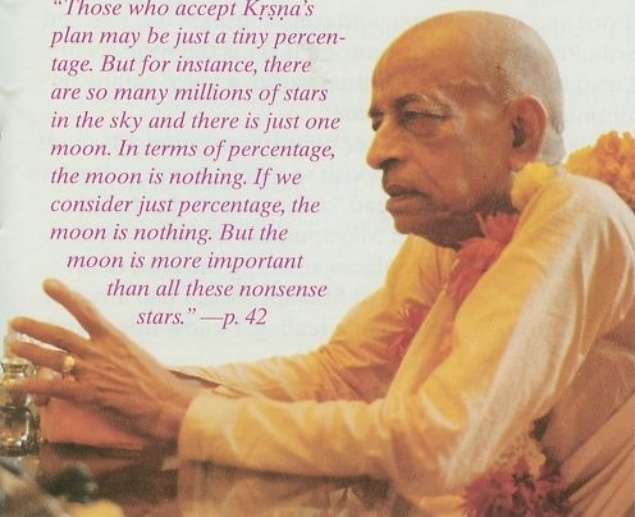 “Those who accept Kṛṣṇa’s
plan may be just a tiny percen-
tage. But for instance, there
are so many millions of stars
in the sky and there is just one
moon. In terms of percentage,
the moon is nothing. If we
consider just percentage, the
moon is nothing. But the
moon is more important
than all these nonsense
stars.” —p. 42